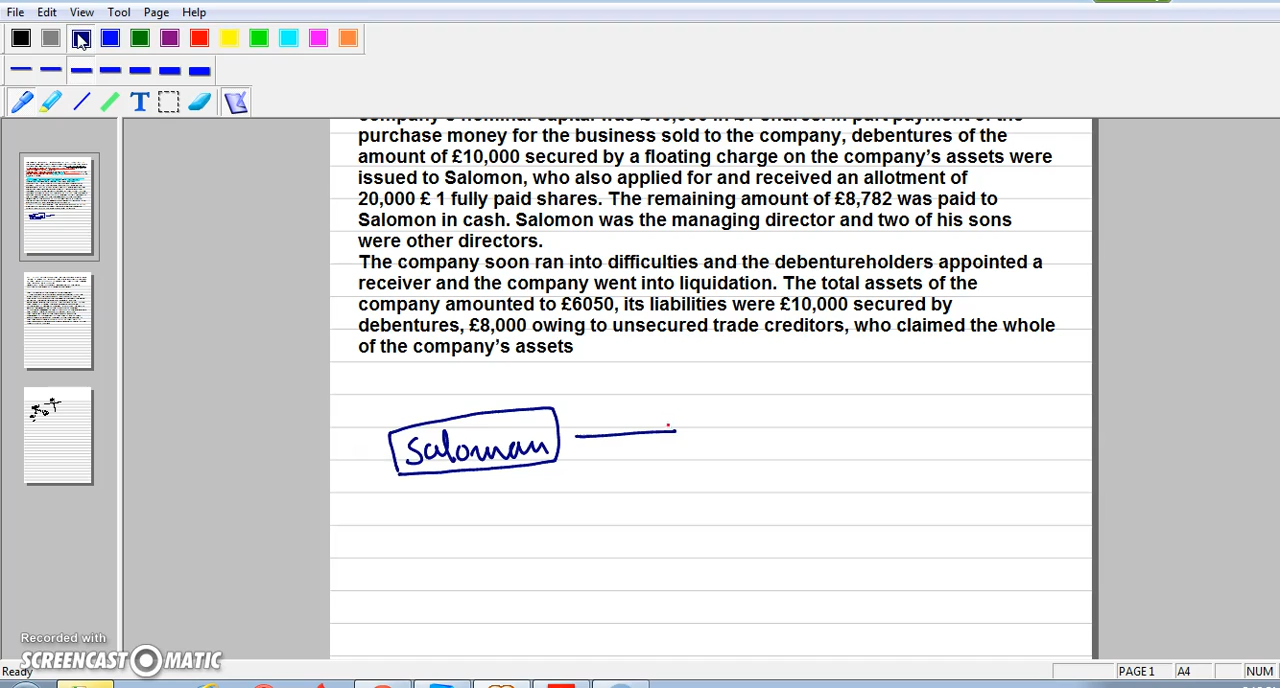 File Edit View Tool Page Help
purchase money for the business sold to the company, debentures of the
amount of £10,000 secured by a floating charge on the company's assets were
issued to Salomon, who also applied for and received an allotment of
20,000 £ 1 fully paid shares. The remaining amount of £8,782 was paid to
Salomon in cash. Salomon was the managing director and two of his sons
were other directors.
The company soon ran into difficulties and the debentureholders appointed a
receiver and the company went into liquidation. The total assets of the
company amounted to £6050, its liabilities were £10,000 secured by
debentures, £8,000 owing to unsecured trade creditors, who claimed the whole
of the company's assets
Saloman
Recorded with
SCREENCAST-O-MATIC
Ready
PAGE1 A4 NUM